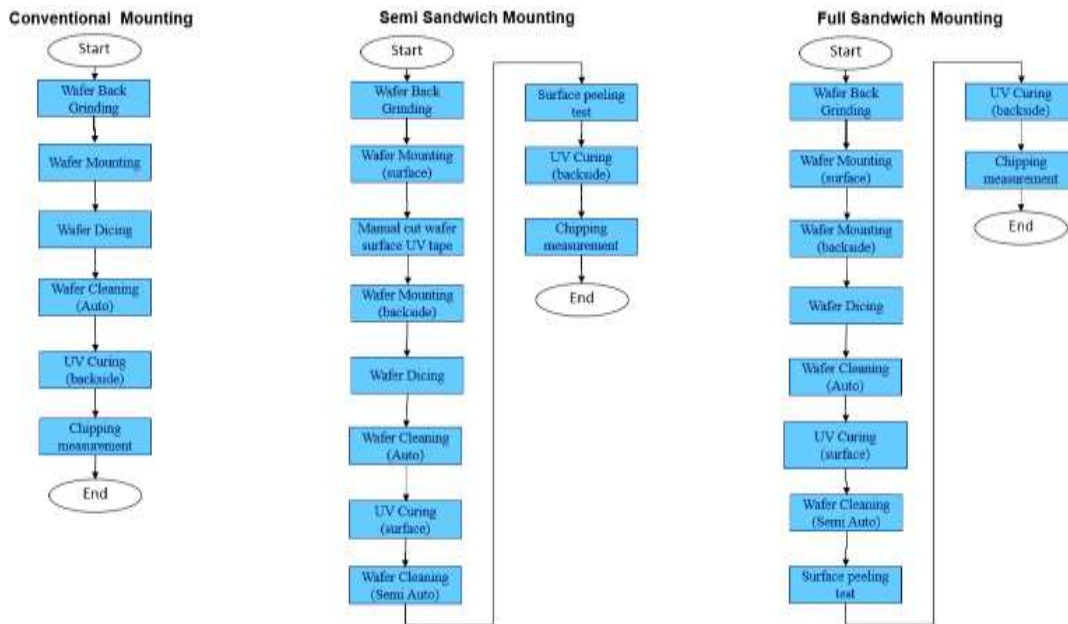 Conventional Mounting
Start
Wafer Back
Grinding
Wafer Mounting
Wafer Dicing
Wafer Cleaning
(Auto)
UV Curing
(backside)
Chipping
measurement
End
Semi Sandwich Mounting
Start
Wafer Back
Grinding
Wafer Mounting
(surface)
Manual cut wafer
surface UV tape
Wafer Mounting
(backside)
Wafer Dicing
Wafer Cleaning
(Auto)
UV Curing
(surface)
Wafer Cleaning
(Semi Auto)
Surface peeling
test
UV Curing
(backside)
Chipping
measurement
End
Full Sandwich Mounting
Start
Wafer Back
Grinding
Wafer Mounting
(surface)
Wafer Mounting
(backside)
Wafer Dicing
Wafer Cleaning
(Auto)
UV Curing
(surface)
Wafer Cleaning
(Semi Auto)
Surface peeling
test
UV Curing
(backside)
Chipping
measurement
End